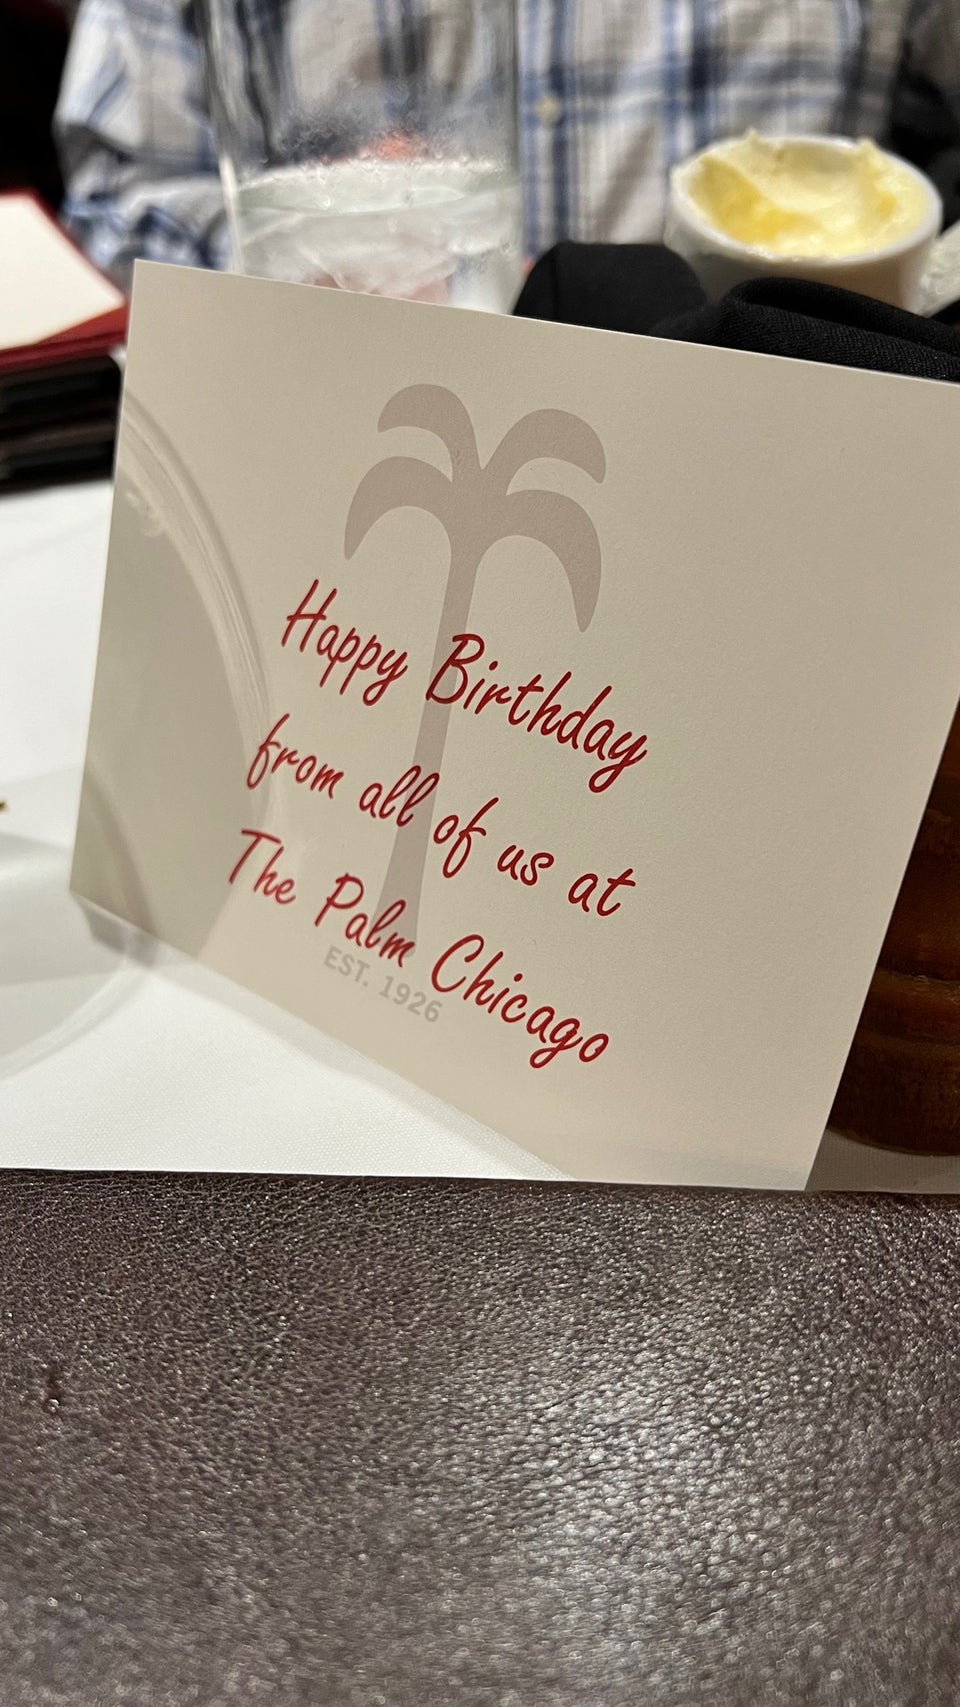 Happy Birthday
from all of us at
The Palm Chicago
EST. 1926